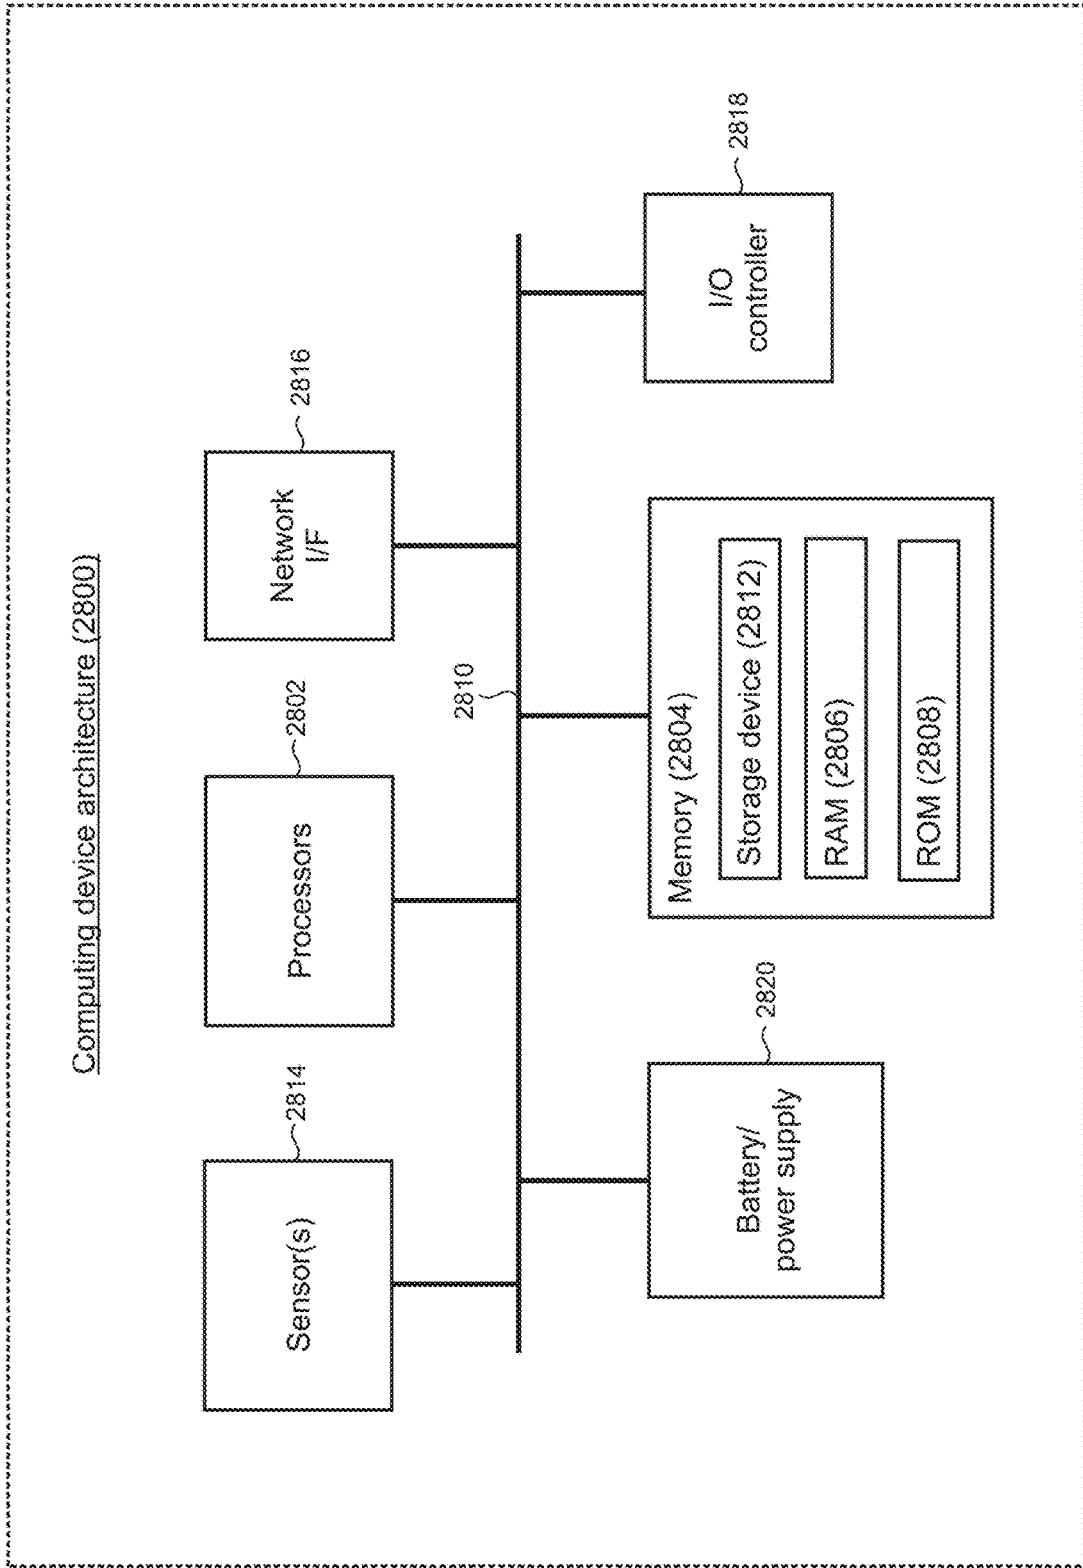 Computing device architecture (2800)
Sensor(s)
2814
Processors
2802
Network
I/F
2816
2810
Battery/
power supply
2820
Memory (2804)
Storage device (2812)
RAM (2806)
ROM (2808)
I/O
controller
2818